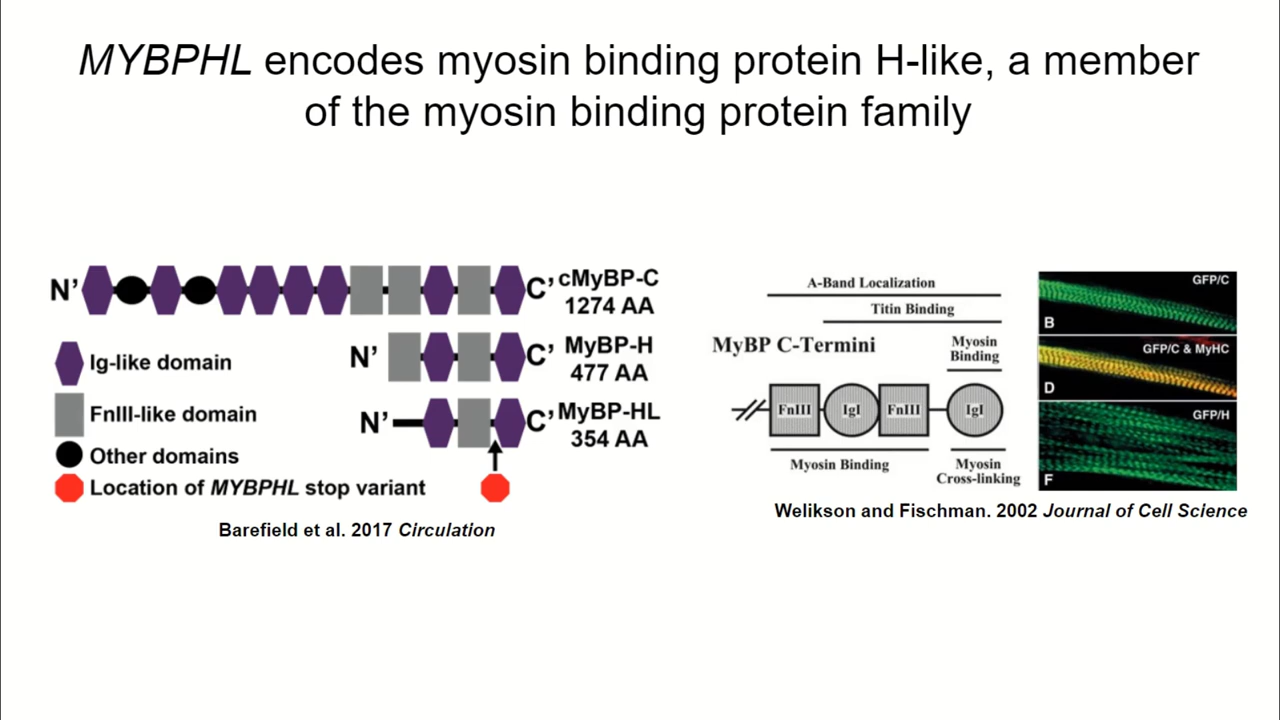 MYBPHL encodes myosin binding protein H-like, a member
of the myosin binding protein family
N’
C’
cMyBP-C
1274 AA
N’
C’
MyBP-H
477 AA
N’
C’
MyBP-HL
354 AA
Ig-like domain
FnIII-like domain
Other domains
Location of MYBPHL stop variant
Barefield et al. 2017 Circulation
A-Band Localization
Titin Binding
MyBP C-Termini
Myosin
Binding
FnIII
IgI
FnIII
IgI
Myosin Binding
Myosin
Cross-linking
GFP/C
B
GFP/C & MyHC
D
GFP/H
F
Welikson and Fischman. 2002 Journal of Cell Science